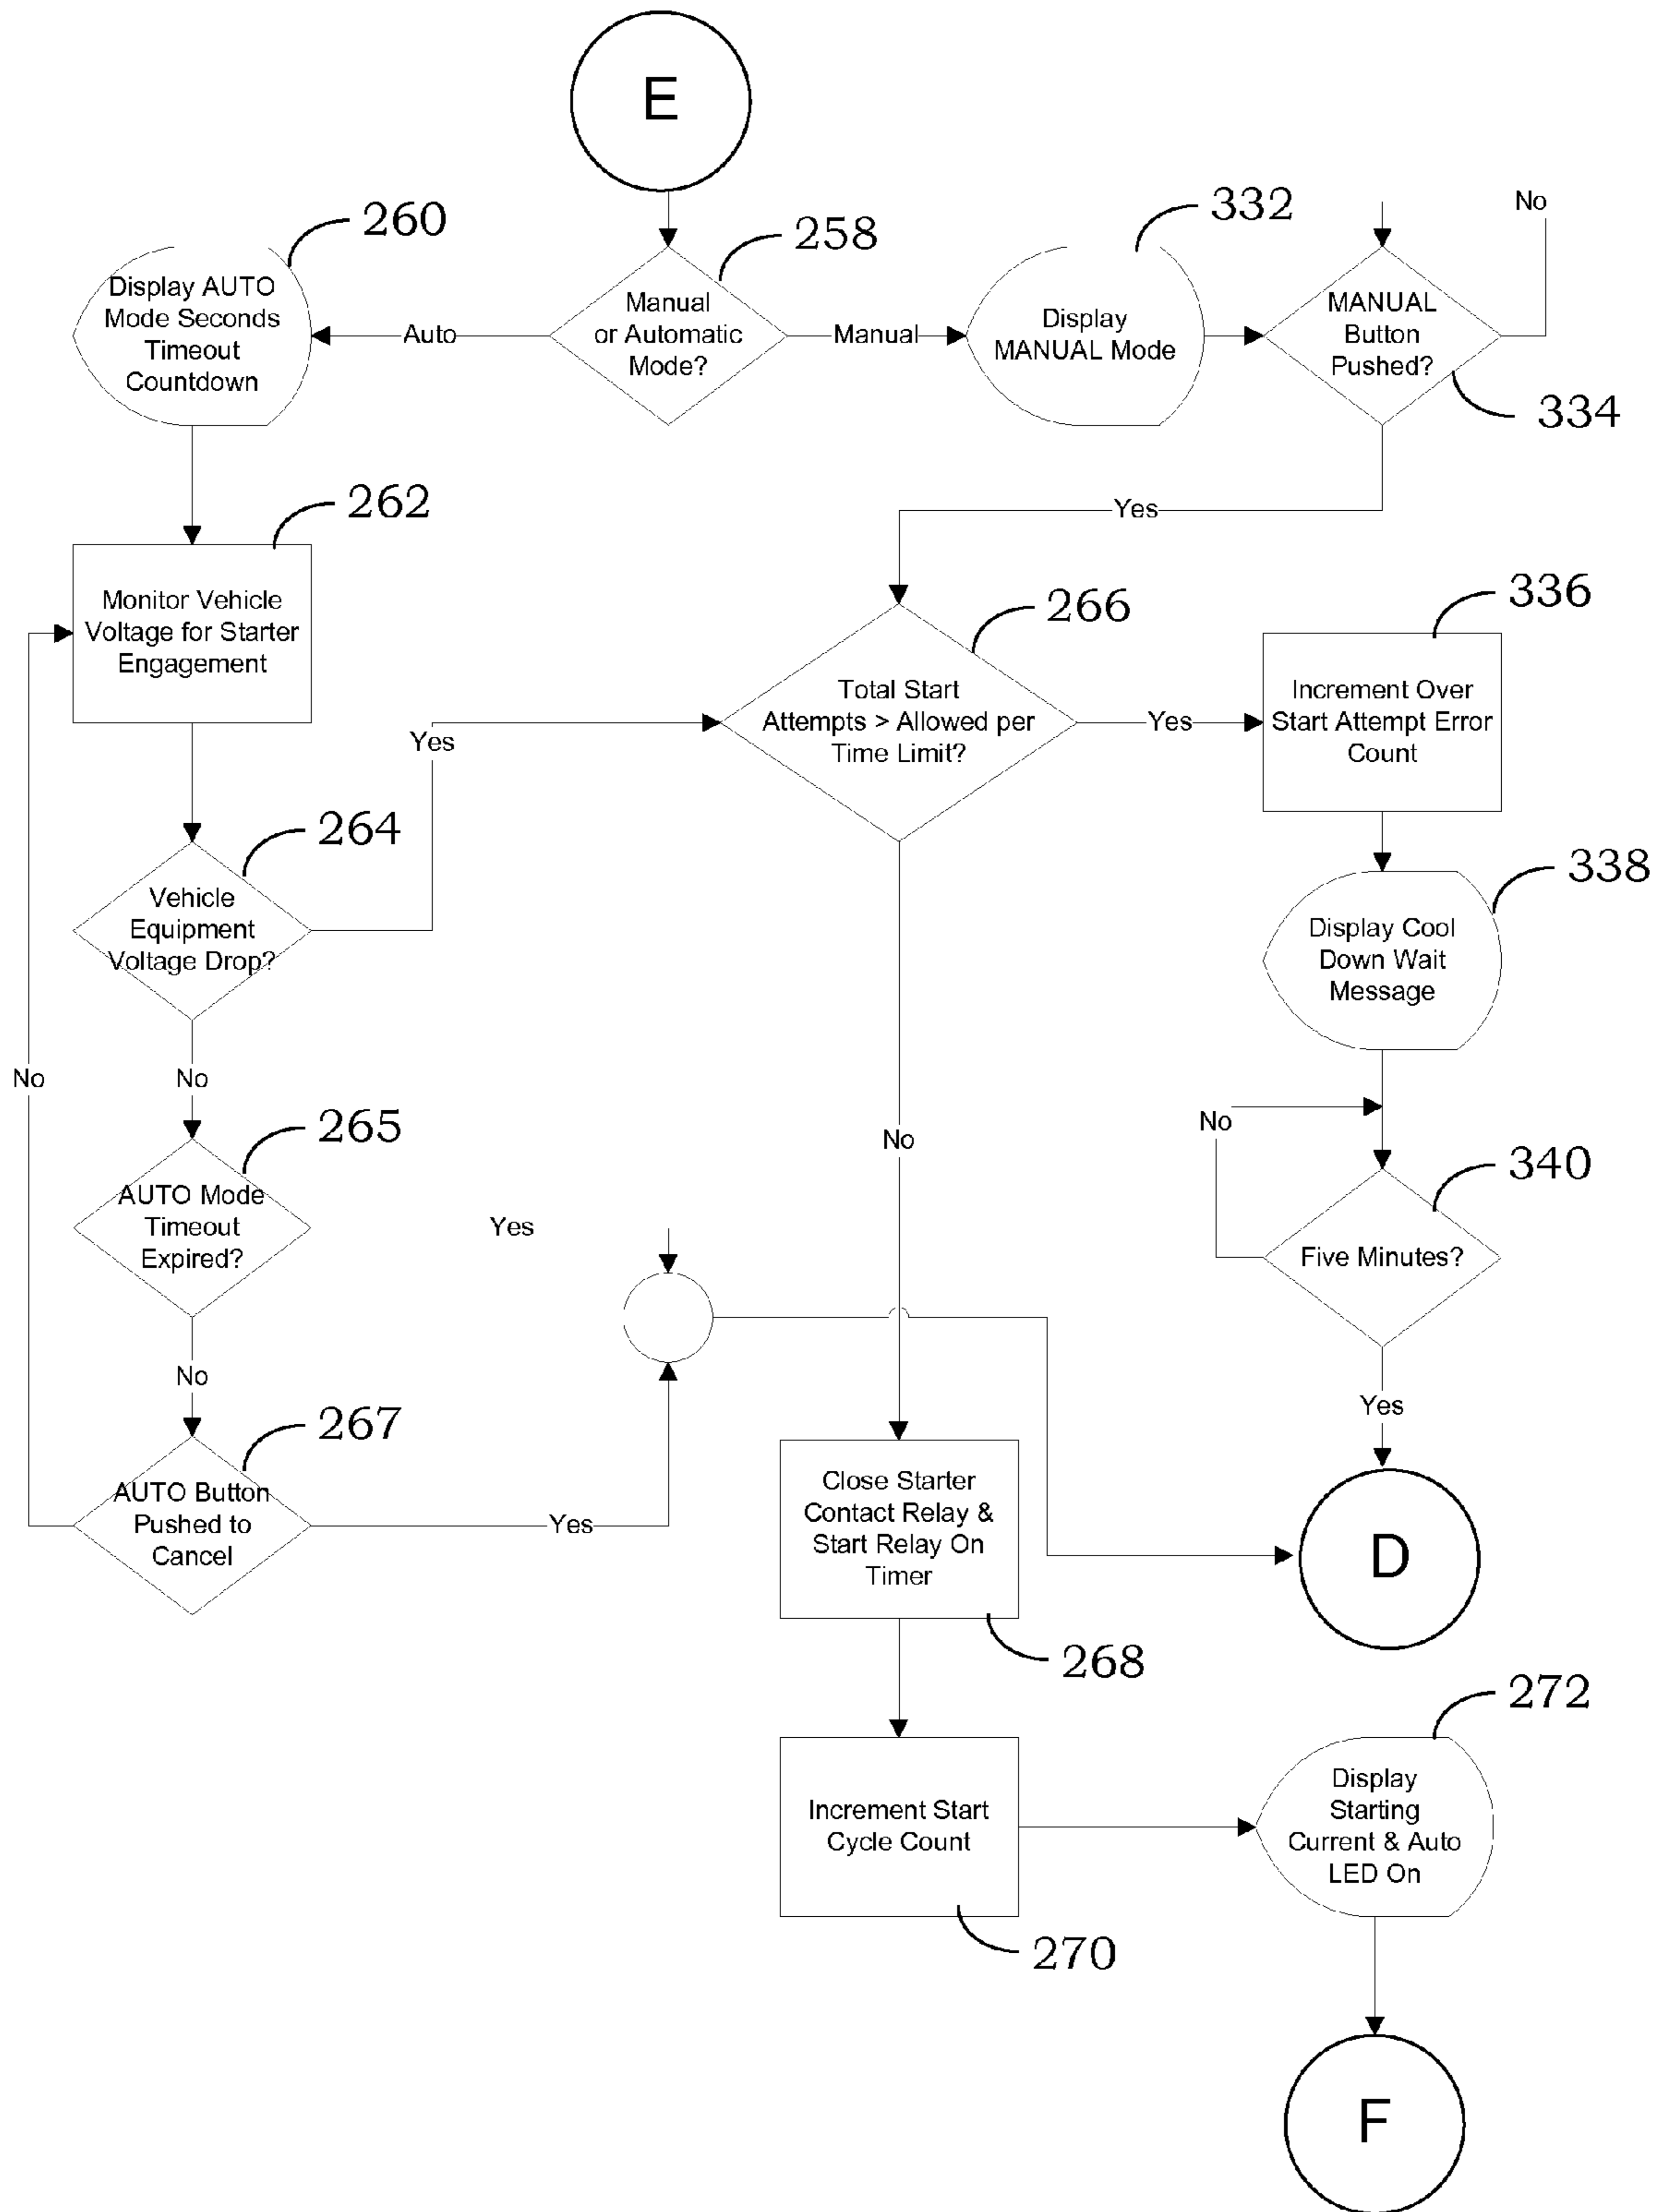 E
260
258
332
No
Display AUTO
Mode Seconds
Timeout
Countdown
Auto
Manual
or Automatic
Mode?
Manual
Display
MANUAL Mode
MANUAL
Button
Pushed?
334
262
Yes
Monitor Vehicle
Voltage for Starter
Engagement
266
336
Yes
Total Start
Attempts > Allowed per
Time Limit?
Yes
Increment Over
Start Attempt Error
Count
264
338
Vehicle
Equipment
Voltage Drop?
Display Cool
Down Wait
Message
No
No
No
No
265
340
AUTO Mode
Timeout
Expired?
Yes
Five Minutes?
No
Yes
267
AUTO Button
Pushed to
Cancel
Yes
Close Starter
Contact Relay &
Start Relay On
Timer
D
268
272
Increment Start
Cycle Count
Display
Starting
Current & Auto
LED On
270
F